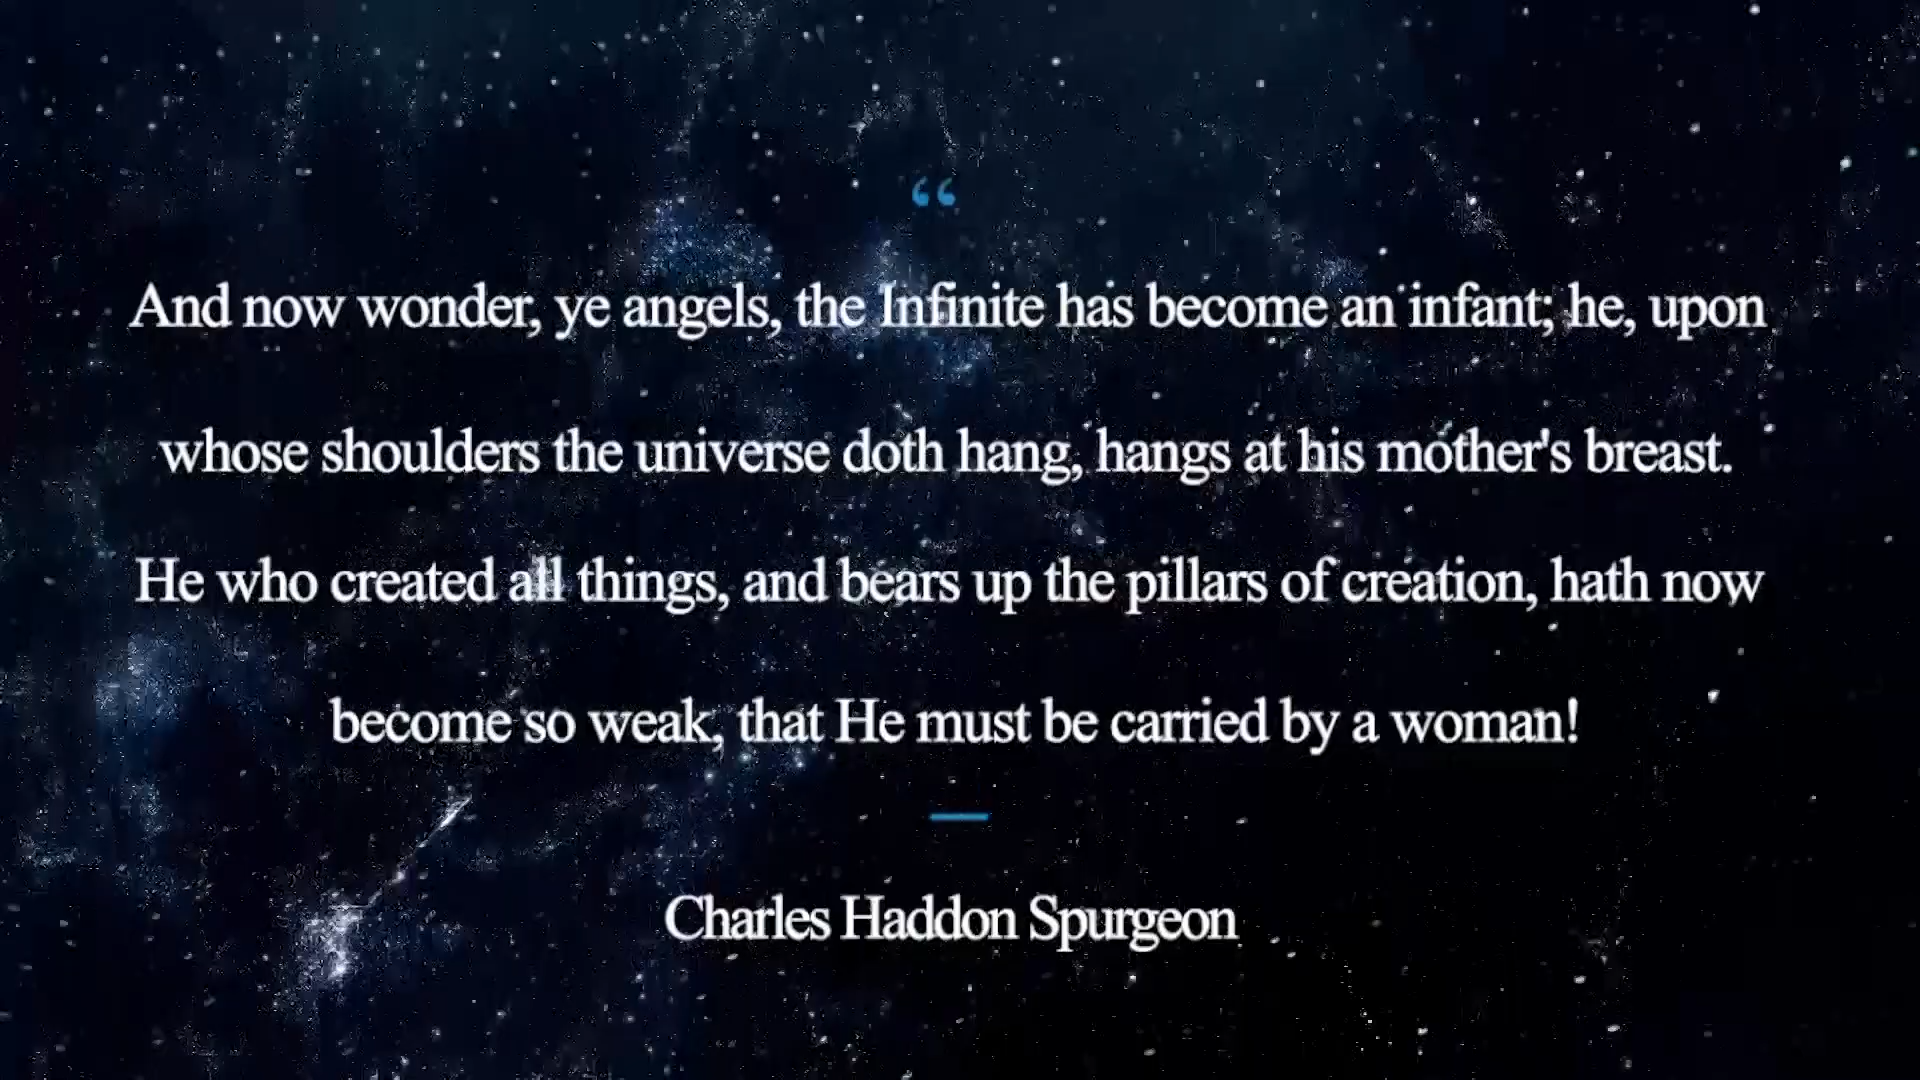 “
And now wonder, ye angels, the Infinite has become an infant; he, upon
whose shoulders the universe doth hang, hangs at his mother's breast.
He who created all things, and bears up the pillars of creation, hath now
become so weak, that He must be carried by a woman!
Charles Haddon Spurgeon